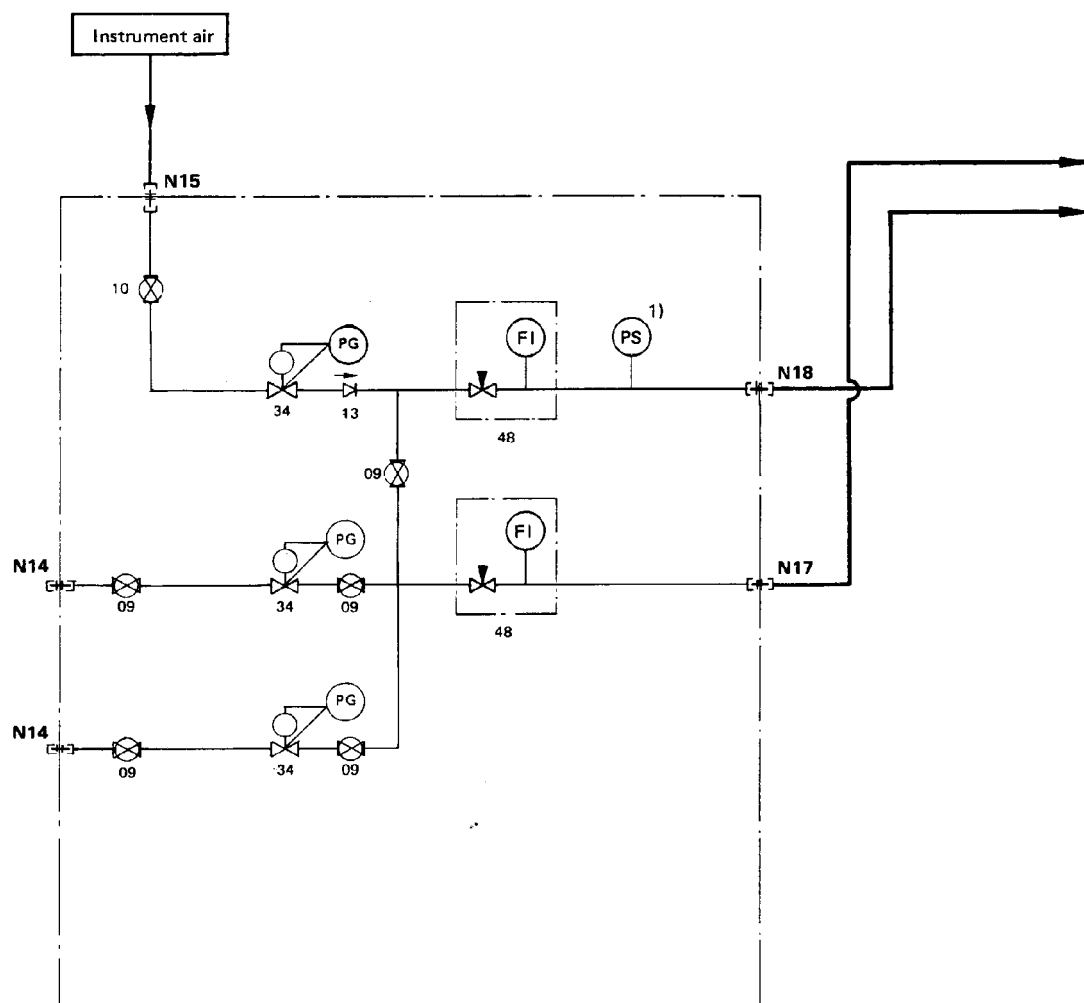 Instrument air
N15
10
PG
FI
PS
1)
34
13
N18
48
09
N14
PG
FI
N17
09
34
09
48
N14
PG
09
34
09